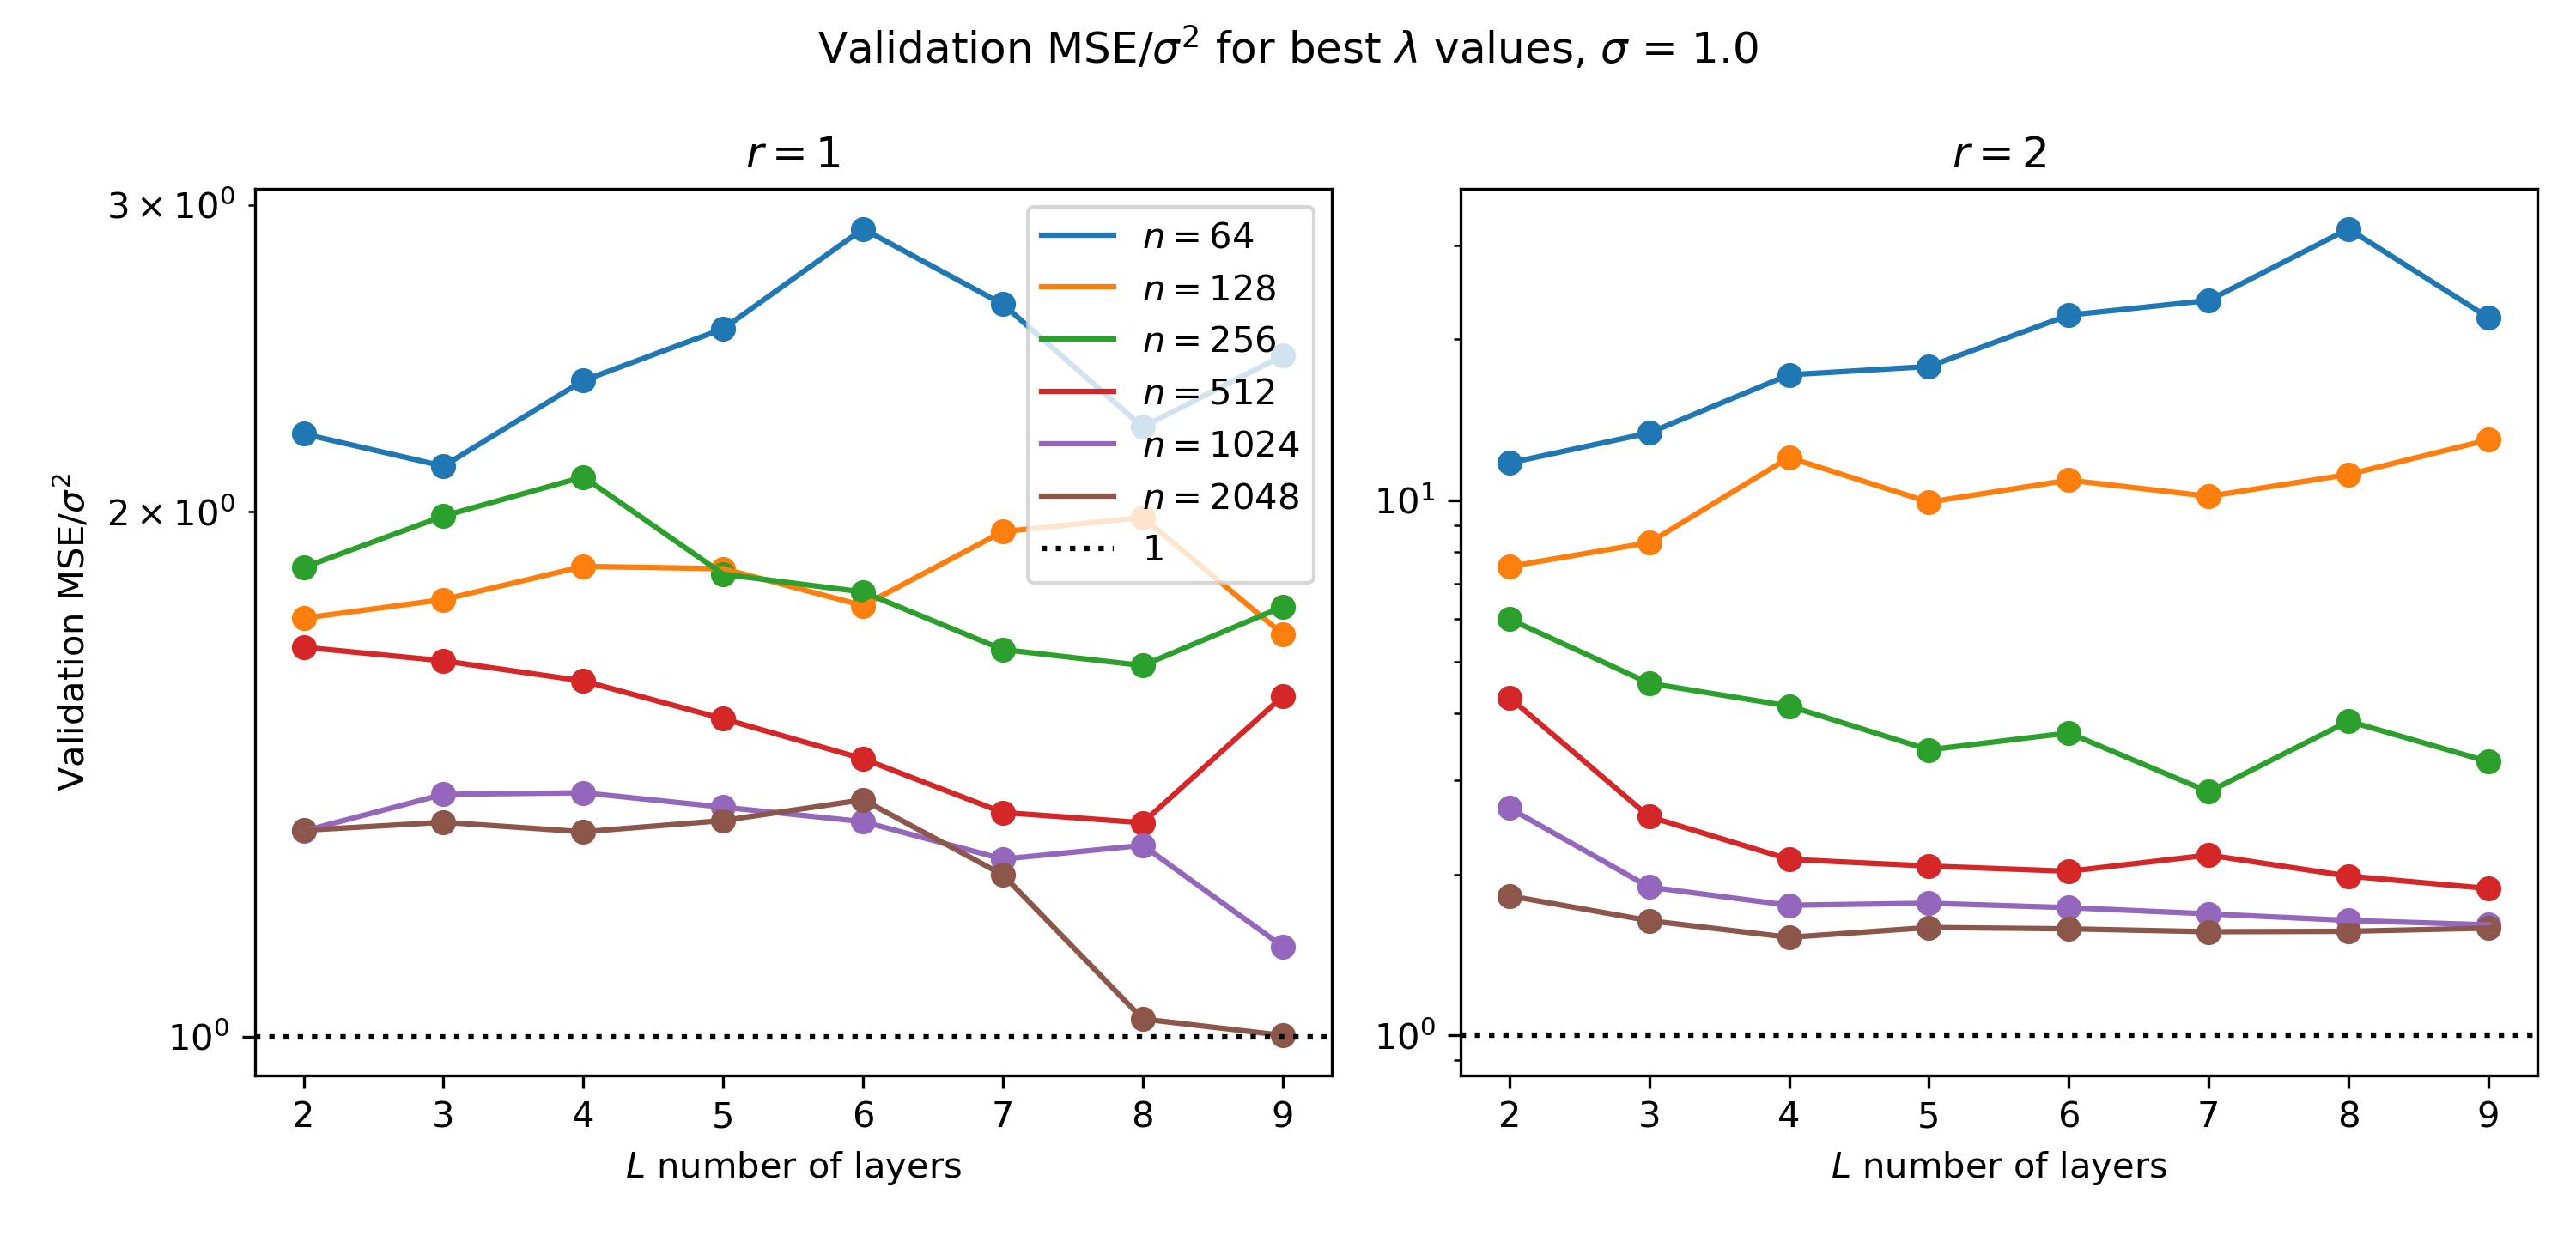 Validation MSE/σ² for best λ values, σ = 1.0
r = 1
Validation MSE/σ²
3 × 10⁰
2 × 10⁰
10⁰
n = 64
n = 128
n = 256
n = 512
n = 1024
n = 2048
1
2 3 4 5 6 7 8 9
L number of layers
r = 2
10¹
10⁰
2 3 4 5 6 7 8 9
L number of layers